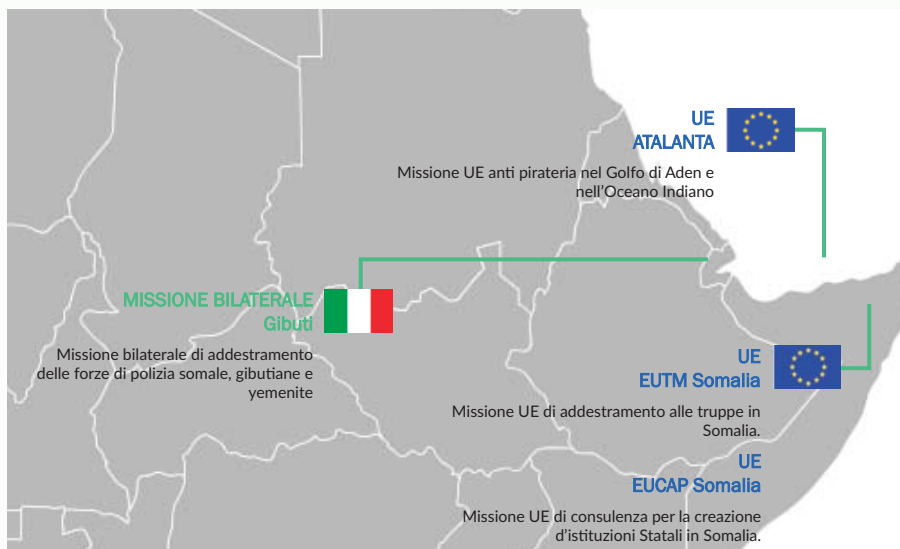 UE
ATALANTA
Missione UE anti pirateria nel Golfo di Aden e
nell'Oceano Indiano
MISSIONE BILATERALE
Gibuti
Missione bilaterale di addestramento
delle forze di polizia somale, gibutiane e
yemenite
UE
EUTM Somalia
Missione UE di addestramento alle truppe in
Somalia.
UE
EUCAP Somalia
Missione UE di consulenza per la creazione
d'istituzioni Statali in Somalia.